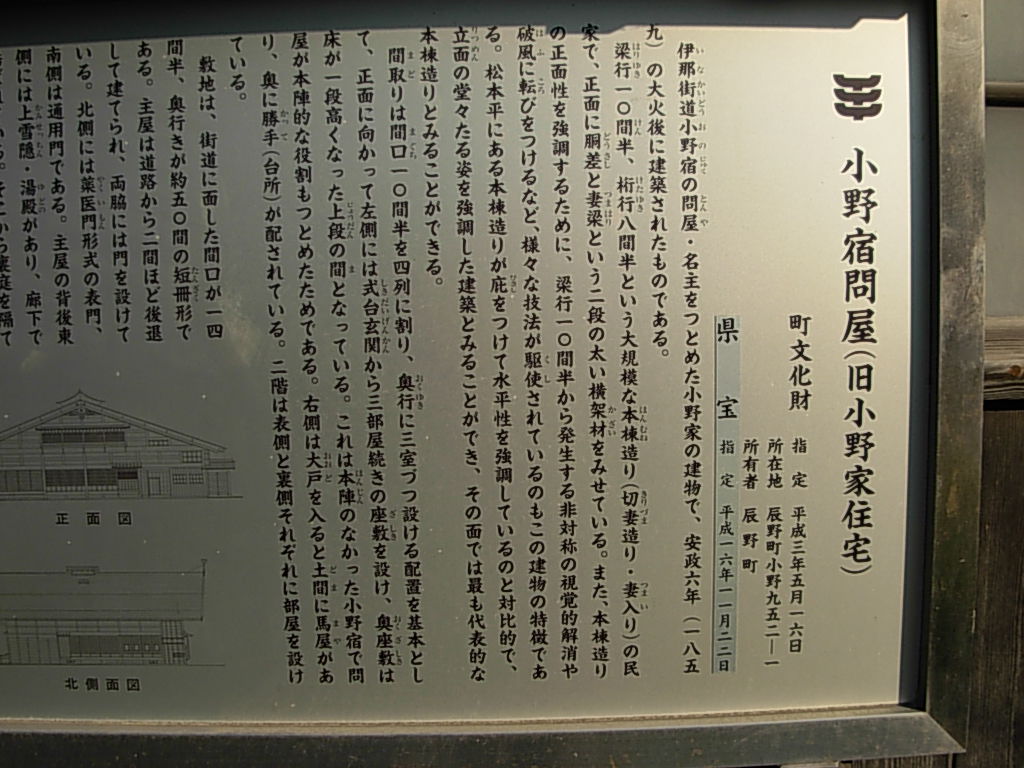 小野宿問屋(旧小野家住宅)
町文化財
指定 平成三年五月一六日
所在地 辰野町小野九五二―一
所有者 辰野町
県宝 指定 平成一六年一一月二二日
伊那街道小野宿の問屋・名主をつとめた小野家の建物で、安政六年(一八五
九)の大火後に建築されたものである。
梁行一〇間半、桁行八間半という大規模な本棟造り(切妻造り・妻入り)の民
家で、正面に胴差と妻梁という二段の太い横架材をみせている。また、本棟造り
の正面性を強調するために、梁行一〇間半から発生する非対称の視覚的解消や
破風に転びをつけるなど、様々な技法が駆使されているのもこの建物の特徴であ
る。松本平にある本棟造りが庇をつけて水平性を強調しているのと対比的で、
立面の堂々たる姿を強調した建築とみることができ、その面では最も代表的な
本棟造りとみることができる。
間取りは間口一〇間半を四列に割り、奥行に三室づつ設ける配置を基本とし
て、正面に向かって左側には式台玄関から三部屋続きの座敷を設け、奥座敷は
床が一段高くなった上段の間となっている。これは本陣のなかった小野宿で問
屋が本陣的な役割もつとめたためである。右側は大戸を入ると土間に馬屋があ
り、奥に勝手(台所)が配されている。二階は表側と裏側それぞれに部屋を設け
ている。
敷地は、街道に面した間口が一四
間半、奥行きが約五〇間の短冊形で
ある。主屋は道路から二間ほど後退
して建てられ、両脇には門を設けて
いる。北側には薬医門形式の表門、
南側は通用門である。主屋の背後東
側には上雪隠・湯殿があり、廊下で
正面図
北側面図